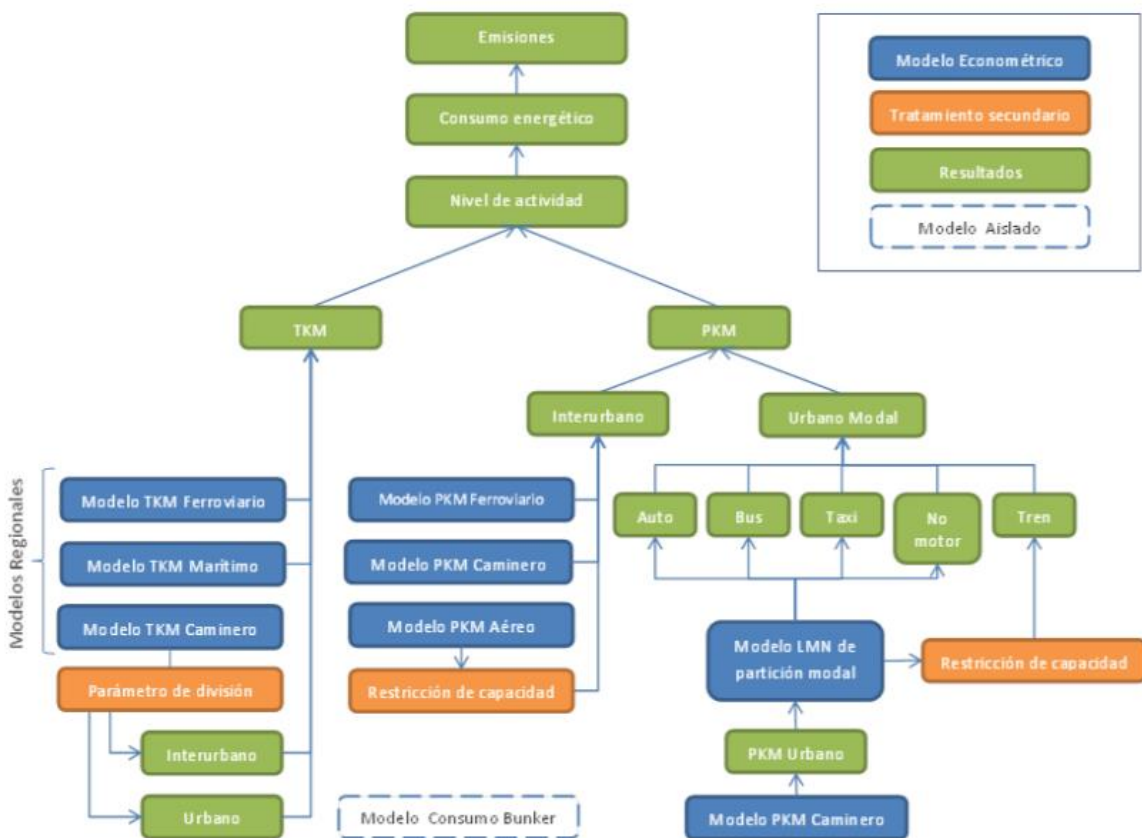 Emisiones
Modelo Econométrico
Consumo energético
Tratamiento secundario
Resultados
Nivel de actividad
Modelo Aislado
TKM
PKM
Interurbano
Urbano Modal
Modelos Regionales
Modelo TKM Ferroviario
Modelo PKM Ferroviario
Auto
Bus
Taxi
No
motor
Tren
Modelo TKM Marítimo
Modelo PKM Caminero
Modelo TKM Caminero
Modelo PKM Aéreo
Modelo LMN de
partición modal
Restricción de capacidad
Parámetro de división
Restricción de capacidad
Interurbano
PKM Urbano
Urbano
Modelo Consumo Bunker
Modelo PKM Caminero